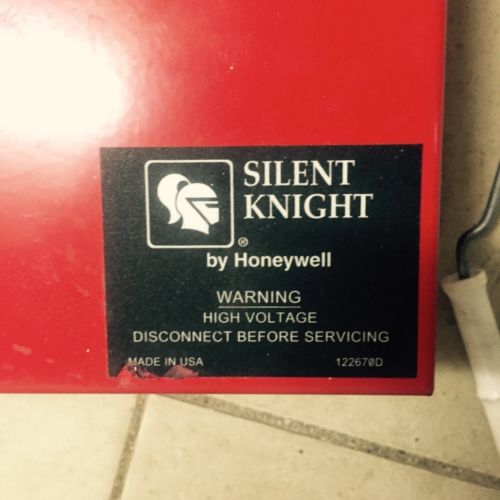 SILENT
KNIGHT
®
by Honeywell
WARNING
HIGH VOLTAGE
DISCONNECT BEFORE SERVICING
MADE IN USA 122670D